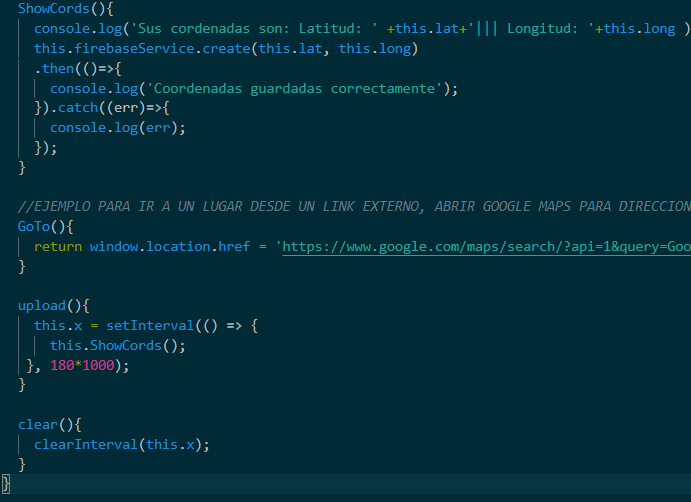 ShowCords(){
console.log('Sus cordenadas son: Latitud: ' +this.lat+'||| Longitud: '+this.long )
this.firebaseService.create(this.lat, this.long)
.then(()=>{
console.log('Coordenadas guardadas correctamente');
}).catch((err)=>{
console.log(err);
});
}
//EJEMPLO PARA IR A UN LUGAR DESDE UN LINK EXTERNO, ABRIR GOOGLE MAPS PARA DIRECCION
GoTo(){
return window.location.href = 'https://www.google.com/maps/search/?api=1&query=Goo
}
upload(){
this.x = setInterval(() => {
this.ShowCords();
}, 180*1000);
}
clear(){
clearInterval(this.x);
}
}